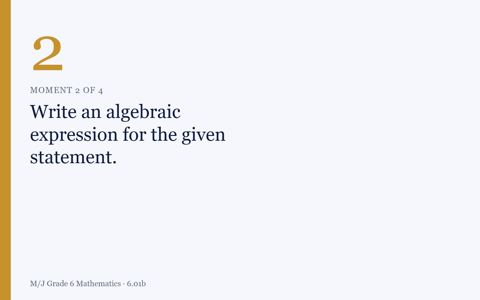 2
MOMENT 2 OF 4
Write an algebraic
expression for the given
statement.
M/J Grade 6 Mathematics · 6.01b